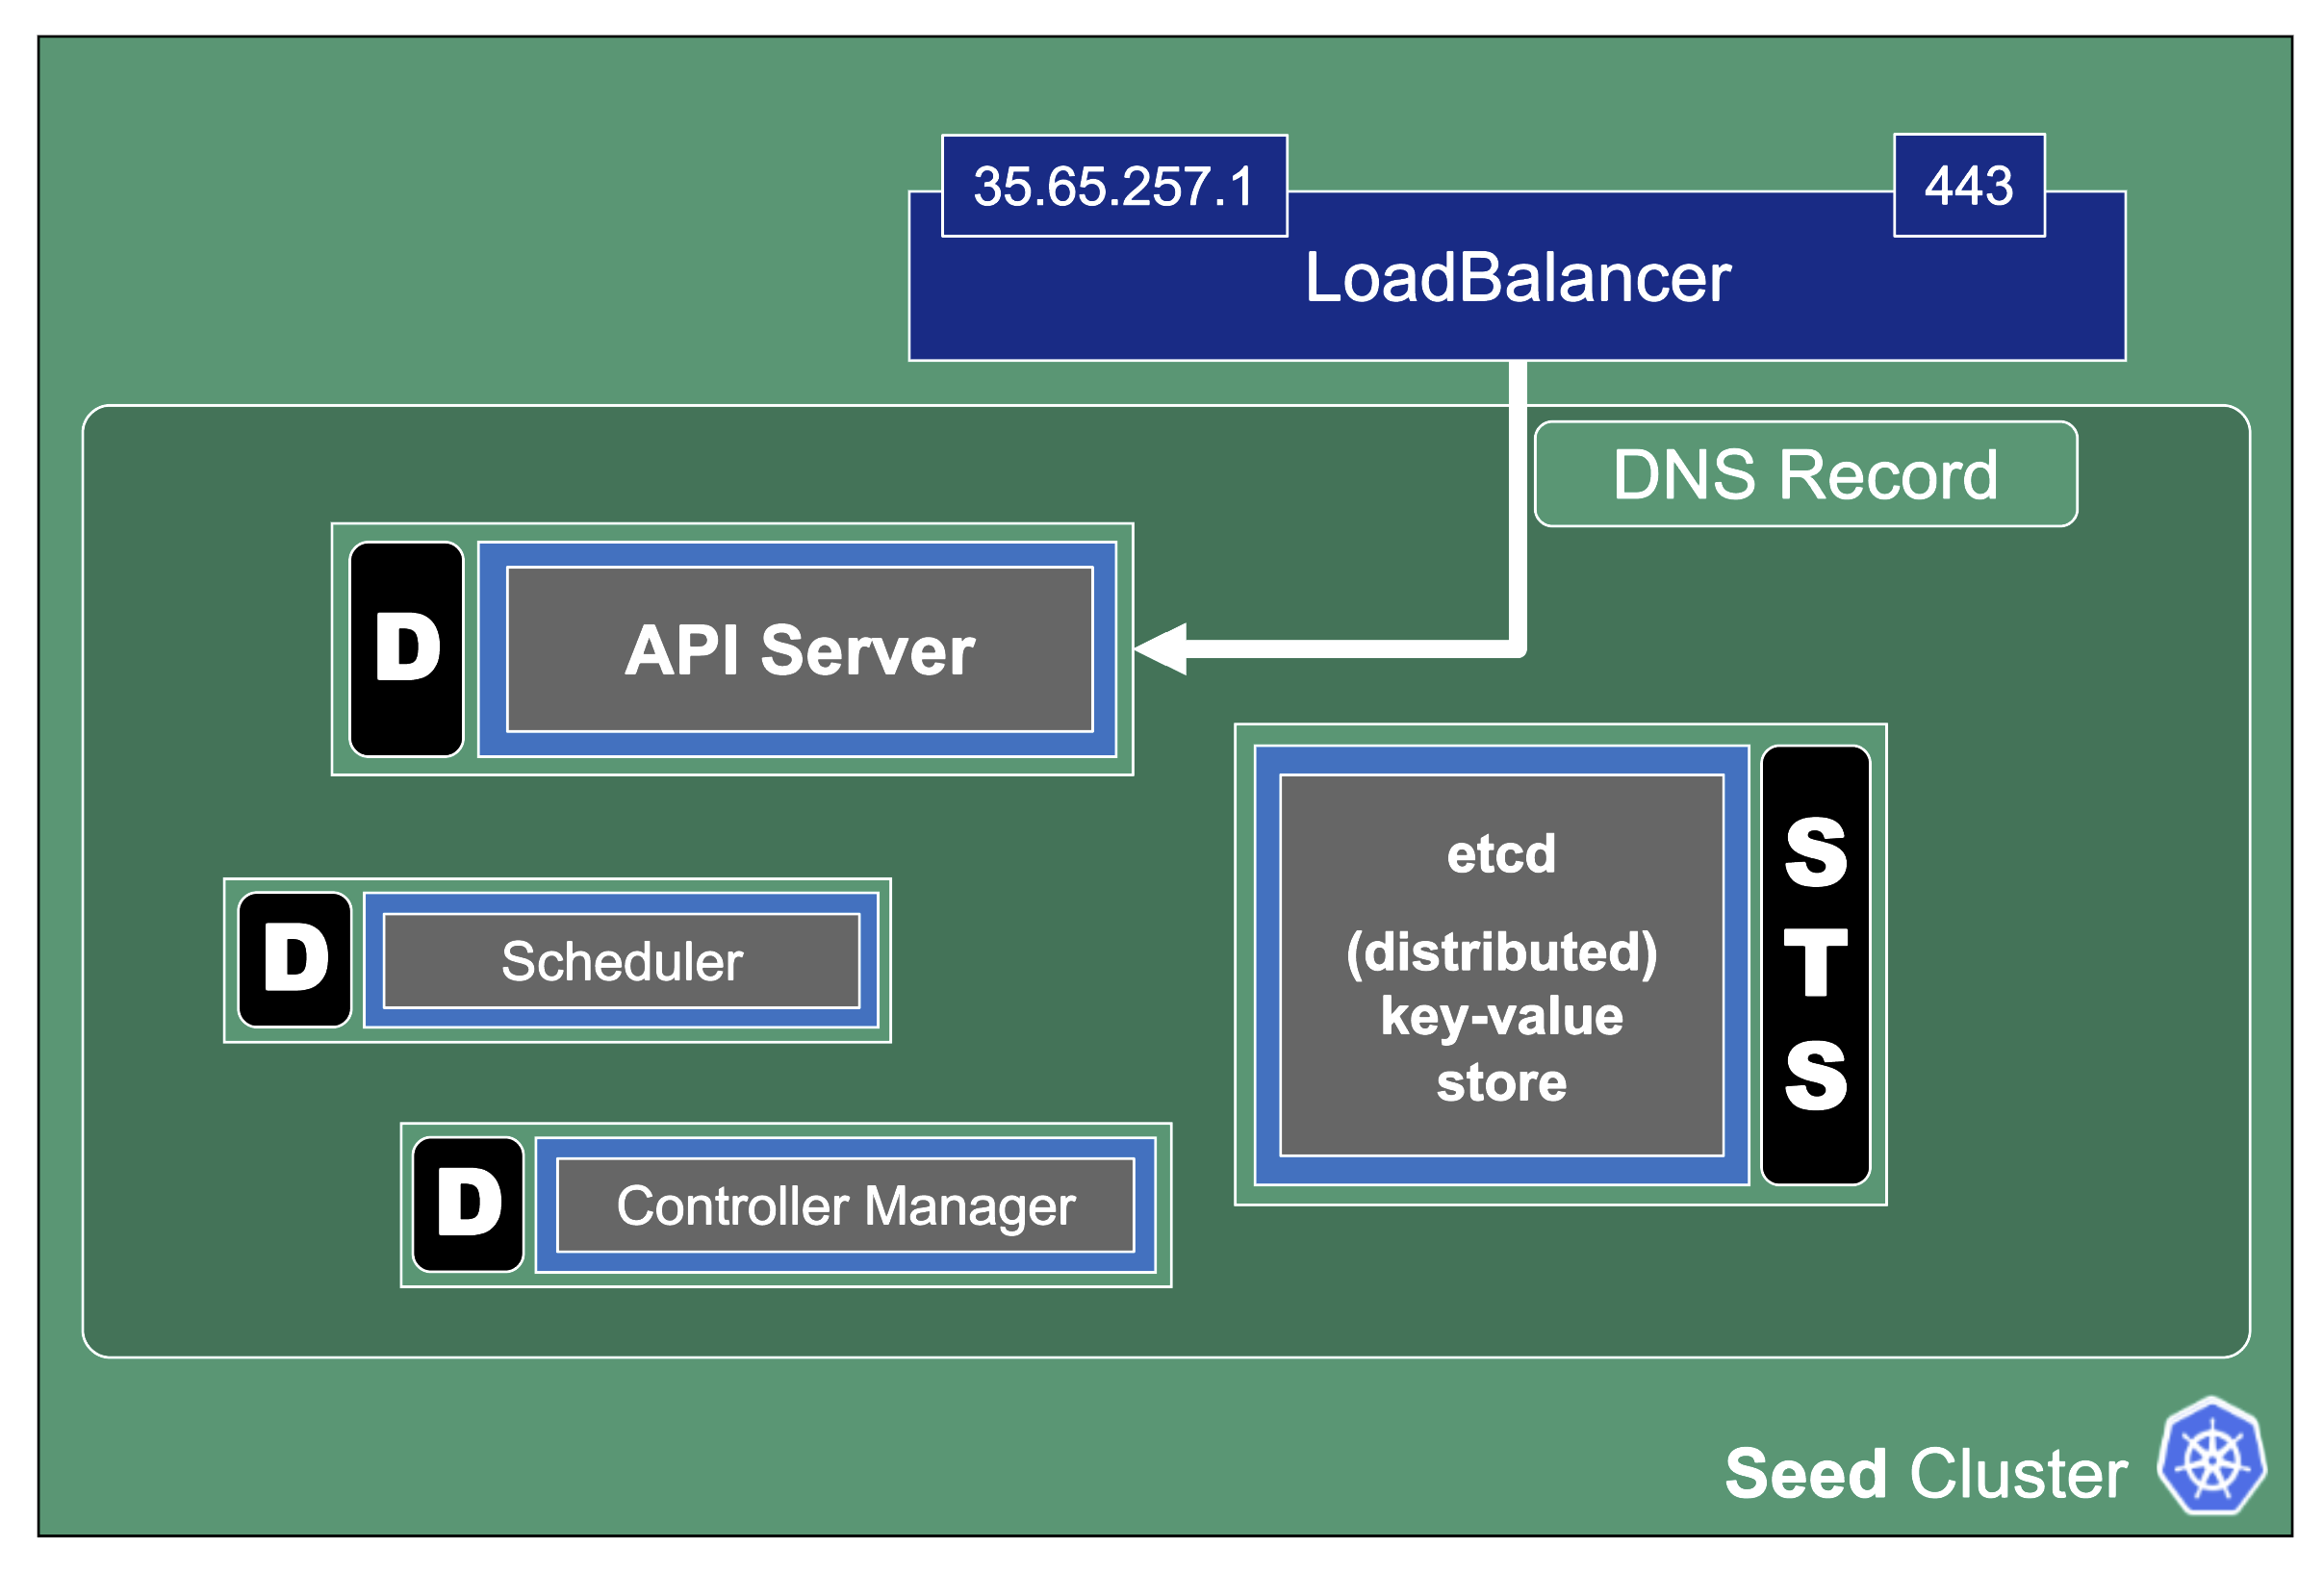 35.65.257.1
443
LoadBalancer
DNS Record
D
API Server
etcd
(distributed)
key-value
store
S
T
S
D
Scheduler
D
Controller Manager
Seed Cluster